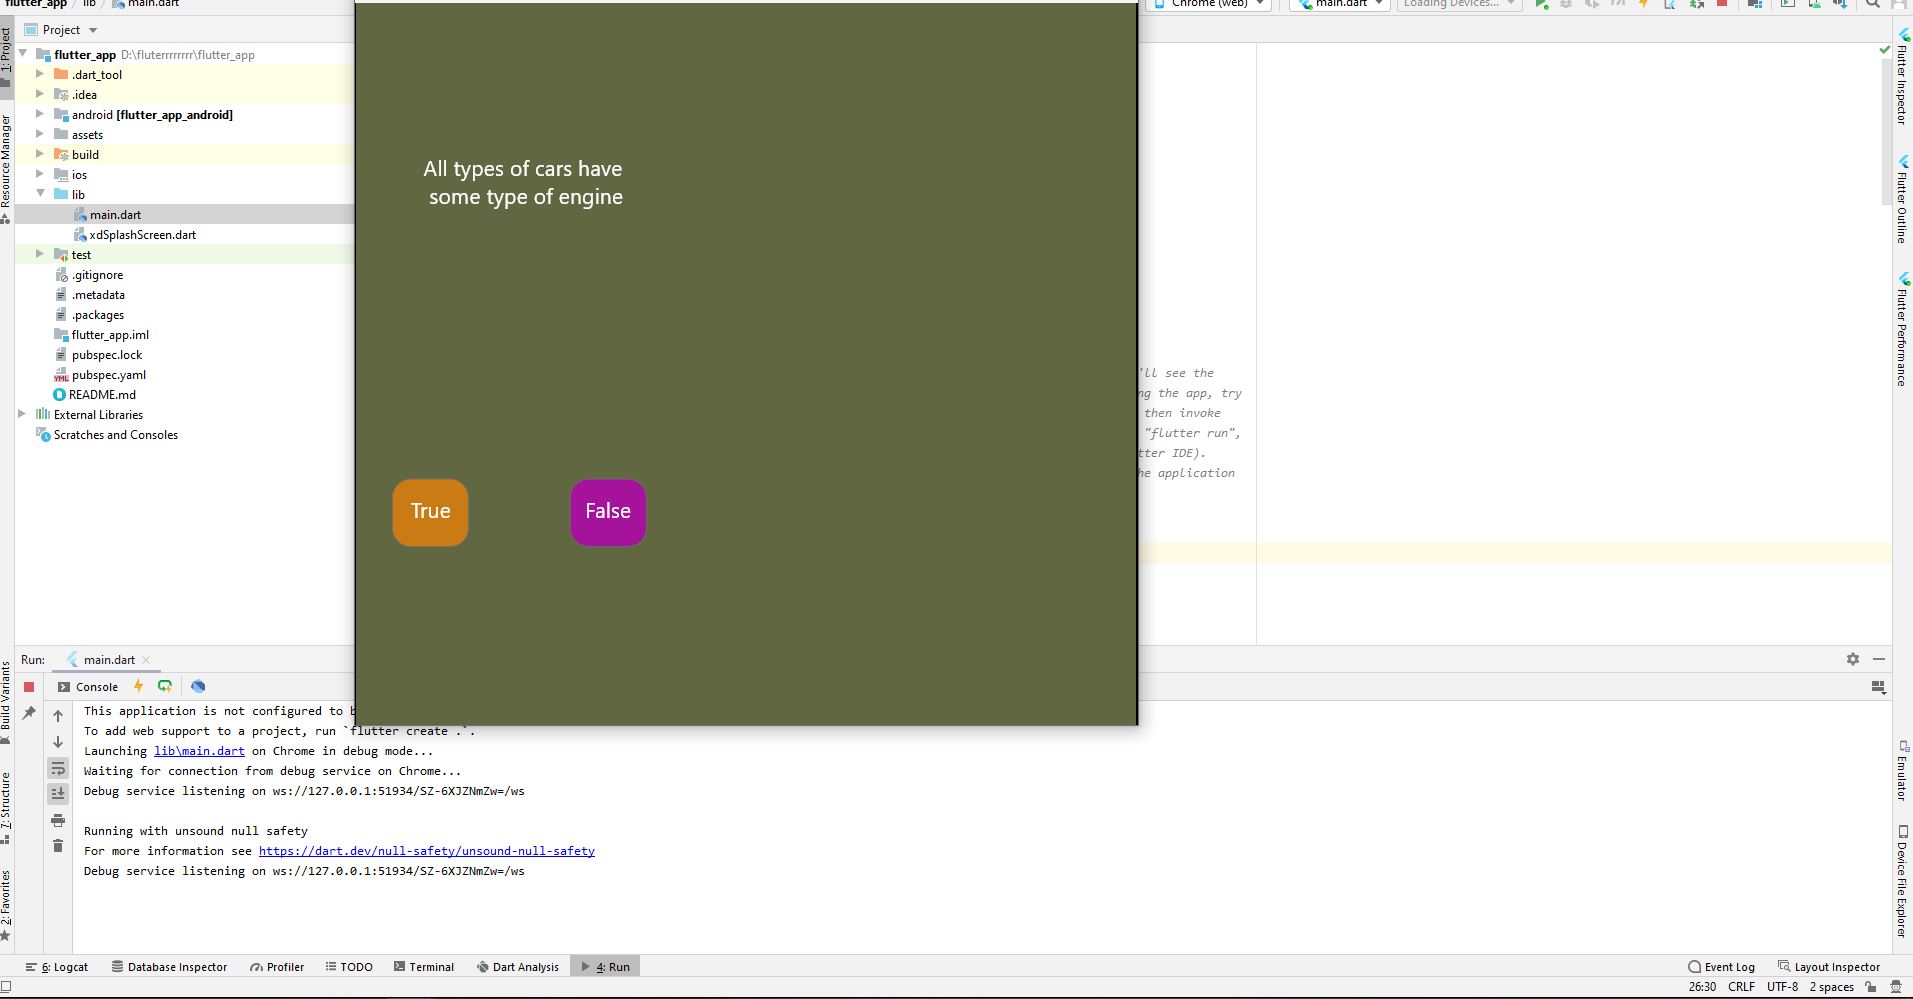 flutter_app lib main.dart
Chrome (web) main.dart Loading Devices...
Project
flutter_app D:\fluterrrrrrr\flutter_app
.dart_tool
.idea
android [flutter_app_android]
assets
build
ios
lib
main.dart
xdSplashScreen.dart
test
.gitignore
.metadata
.packages
flutter_app.iml
pubspec.lock
pubspec.yaml
README.md
External Libraries
Scratches and Consoles
1: Project
Resource Manager
Build Variants
7: Structure
2: Favorites
All types of cars have
some type of engine
True
False
'll see the
ng the app, try
then invoke
"flutter run",
tter IDE).
he application
Flutter Inspector
Flutter Outline
Flutter Performance
Emulator
Device File Explorer
Run: main.dart
Console
This application is not configured to b
To add web support to a project, run `flutter create .`.
Launching lib\main.dart on Chrome in debug mode...
Waiting for connection from debug service on Chrome...
Debug service listening on ws://127.0.0.1:51934/SZ-6XJZNmZw=/ws
Running with unsound null safety
For more information see https://dart.dev/null-safety/unsound-null-safety
Debug service listening on ws://127.0.0.1:51934/SZ-6XJZNmZw=/ws
6: Logcat Database Inspector Profiler TODO Terminal Dart Analysis 4: Run Event Log Layout Inspector
26:30 CRLF UTF-8 2 spaces